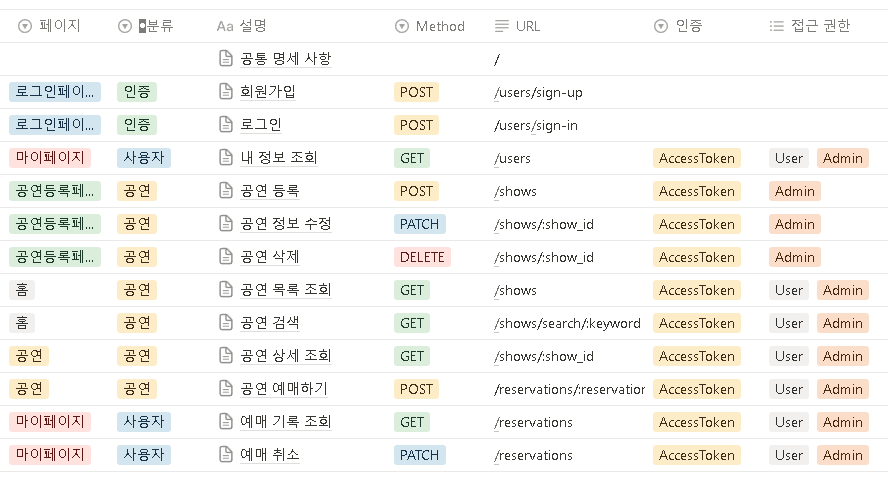 페이지 분류 Aa 설명 Method URL 인증 접근 권한
공통 명세 사항 /
로그인페이... 인증 회원가입 POST /users/sign-up
로그인페이... 인증 로그인 POST /users/sign-in
마이페이지 사용자 내 정보 조회 GET /users AccessToken User Admin
공연등록페... 공연 공연 등록 POST /shows AccessToken Admin
공연등록페... 공연 공연 정보 수정 PATCH /shows/:show_id AccessToken Admin
공연등록페... 공연 공연 삭제 DELETE /shows/:show_id AccessToken Admin
홈 공연 공연 목록 조회 GET /shows AccessToken User Admin
홈 공연 공연 검색 GET /shows/search/:keyword AccessToken User Admin
공연 공연 공연 상세 조회 GET /shows/:show_id AccessToken User Admin
공연 공연 공연 예매하기 POST /reservations/:reservation AccessToken User Admin
마이페이지 사용자 예매 기록 조회 GET /reservations AccessToken User Admin
마이페이지 사용자 예매 취소 PATCH /reservations AccessToken User Admin